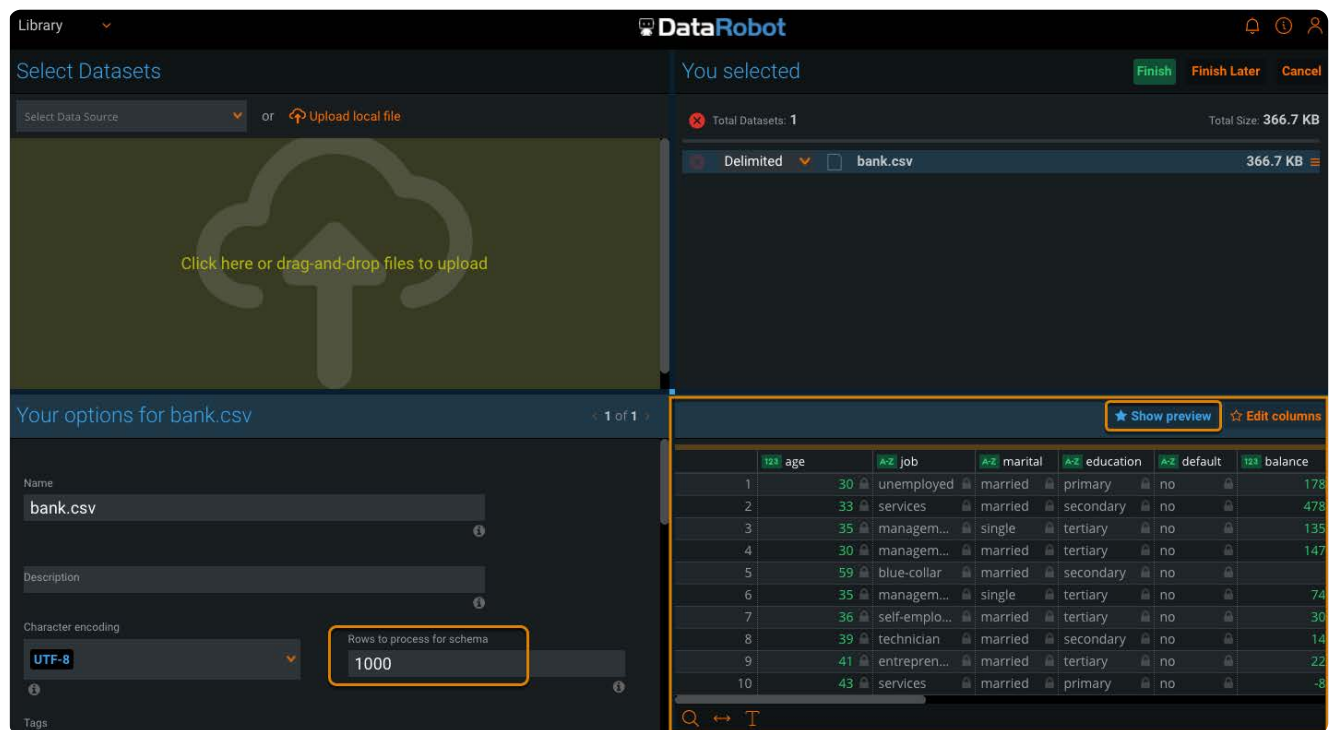 Library
DataRobot
Select Datasets
You selected
Finish
Finish Later
Cancel
Select Data Source
or
Upload local file
Total Datasets: 1
Total Size: 366.7 KB
Delimited
bank.csv
366.7 KB
Click here or drag-and-drop files to upload
Your options for bank.csv
1 of 1
Show preview
Edit columns
Name
bank.csv
Description
Character encoding
UTF-8
Rows to process for schema
1000
Tags
123 age A-Z job A-Z marital A-Z education A-Z default 123 balance
1 30 unemployed married primary no 178
2 33 services married secondary no 478
3 35 managem... single tertiary no 135
4 30 managem... married tertiary no 147
5 59 blue-collar married secondary no
6 35 managem... single tertiary no 74
7 36 self-emplo... married tertiary no 30
8 39 technician married secondary no 14
9 41 entrepren... married tertiary no 22
10 43 services married primary no -8